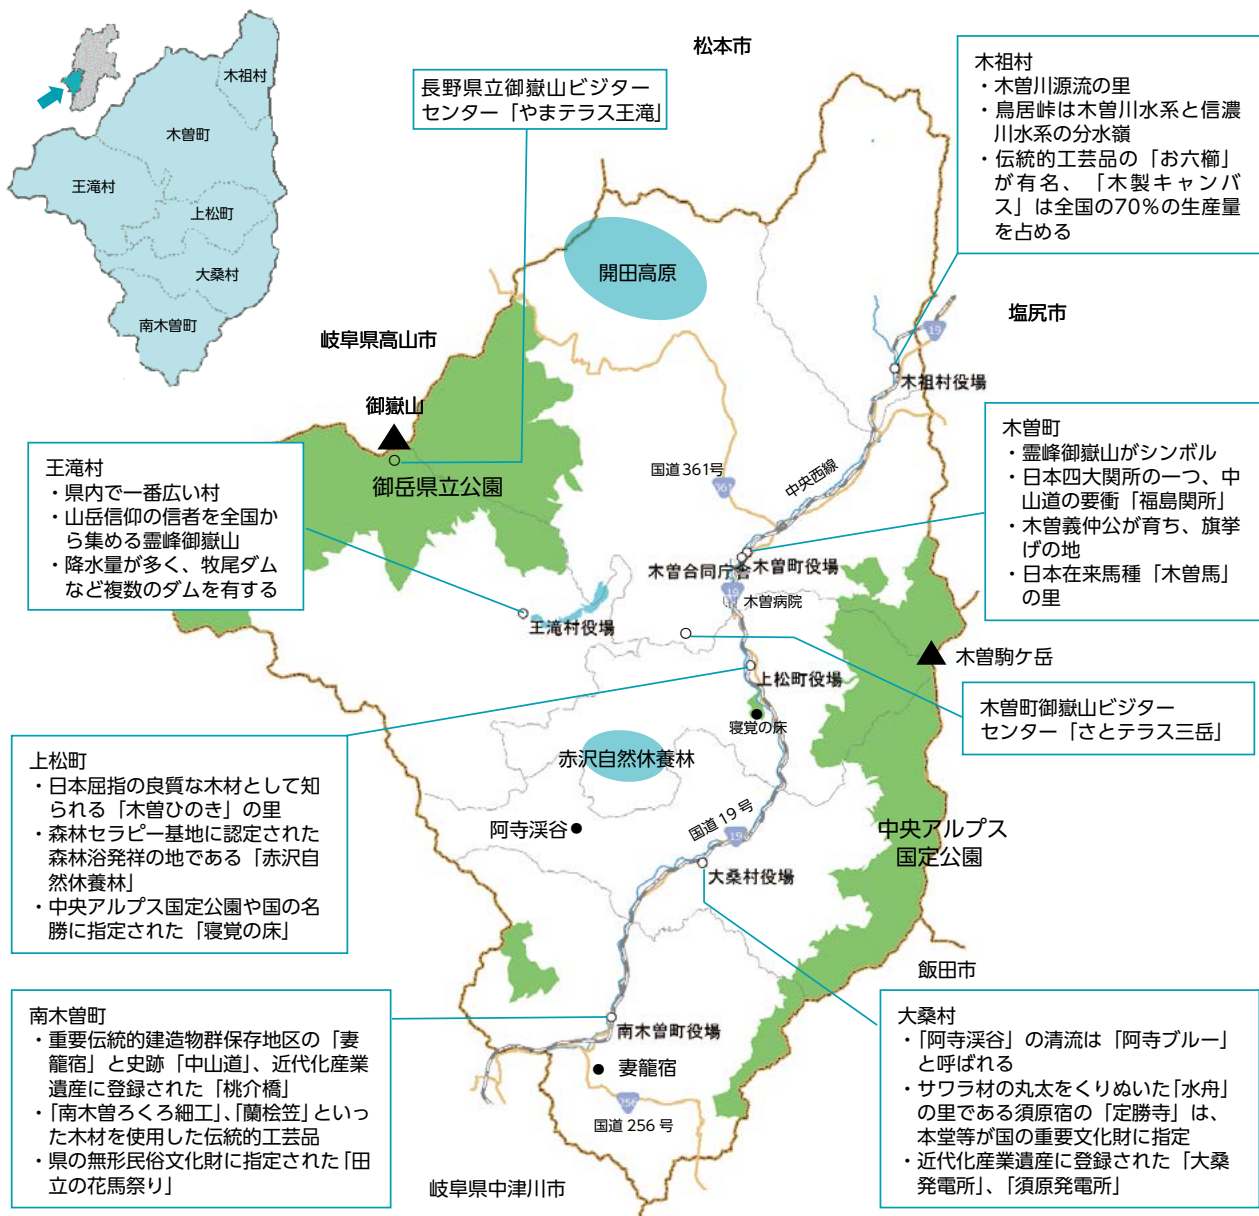 木祖村
木曽町
王滝村
上松町
大桑村
南木曽町
松本市
長野県立御嶽山ビジター
センター「やまテラス王滝」
木祖村
・木曽川源流の里
・鳥居峠は木曽川水系と信濃
川水系の分水嶺
・伝統的工芸品の「お六櫛」
が有名、「木製キャンバ
ス」は全国の70%の生産量
を占める
開田高原
塩尻市
19
岐阜県高山市
木祖村役場
御嶽山
御岳県立公園
国道361号
361
中央西線
木曽町
・霊峰御嶽山がシンボル
・日本四大関所の一つ、中
山道の要衝「福島関所」
・木曽義仲公が育ち、旗挙
げの地
・日本在来馬種「木曽馬」
の里
王滝村
・県内で一番広い村
・山岳信仰の信者を全国か
ら集める霊峰御嶽山
・降水量が多く、牧尾ダム
など複数のダムを有する
木曽合同庁舎
木曽町役場
19
木曽病院
王滝村役場
木曽駒ケ岳
上松町役場
寝覚の床
木曽町御嶽山ビジター
センター「さとテラス三岳」
赤沢自然休養林
上松町
・日本屈指の良質な木材として知
られる「木曽ひのき」の里
・森林セラピー基地に認定された
森林浴発祥の地である「赤沢自
然休養林」
・中央アルプス国定公園や国の名
勝に指定された「寝覚の床」
阿寺渓谷
国道19号
19
中央アルプス
国定公園
大桑村役場
飯田市
南木曽町
・重要伝統的建造物群保存地区の「妻
籠宿」と史跡「中山道」、近代化産業
遺産に登録された「桃介橋」
・「南木曽ろくろ細工」、「蘭桧笠」といっ
た木材を使用した伝統的工芸品
・県の無形民俗文化財に指定された「田
立の花馬祭り」
南木曽町役場
妻籠宿
256
国道256号
岐阜県中津川市
大桑村
・「阿寺渓谷」の清流は「阿寺ブルー」
と呼ばれる
・サワラ材の丸太をくりぬいた「水舟」
の里である須原宿の「定勝寺」は、
本堂等が国の重要文化財に指定
・近代化産業遺産に登録された「大桑
発電所」、「須原発電所」